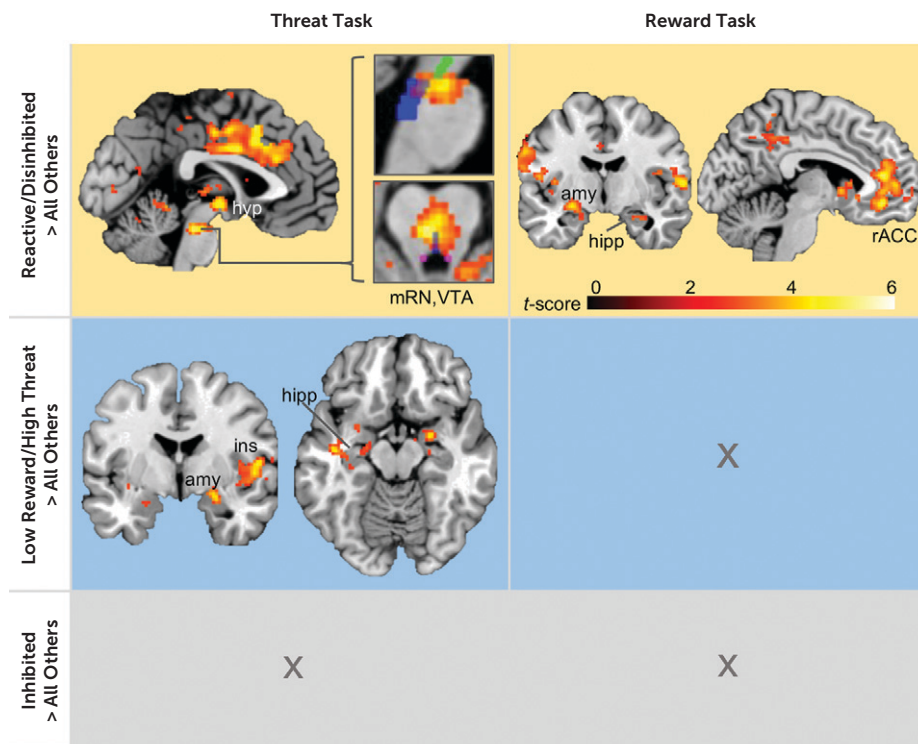 Threat Task
Reward Task
Reactive/Disinhibited
> All Others
hyp
mRN,VTA
amy
hipp
rACC
t-score
0
2
4
6
Low Reward/High Threat
> All Others
hipp
ins
amy
X
Inhibited
> All Others
X
X